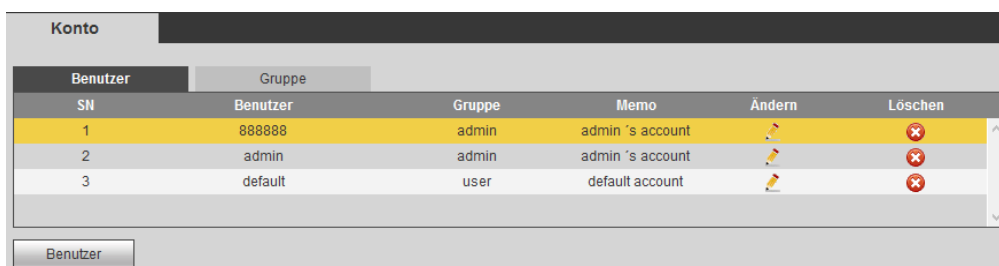 Konto
Benutzer Gruppe
SN Benutzer Gruppe Memo Ändern Löschen
1 888888 admin admin ´s account
2 admin admin admin ´s account
3 default user default account
Benutzer